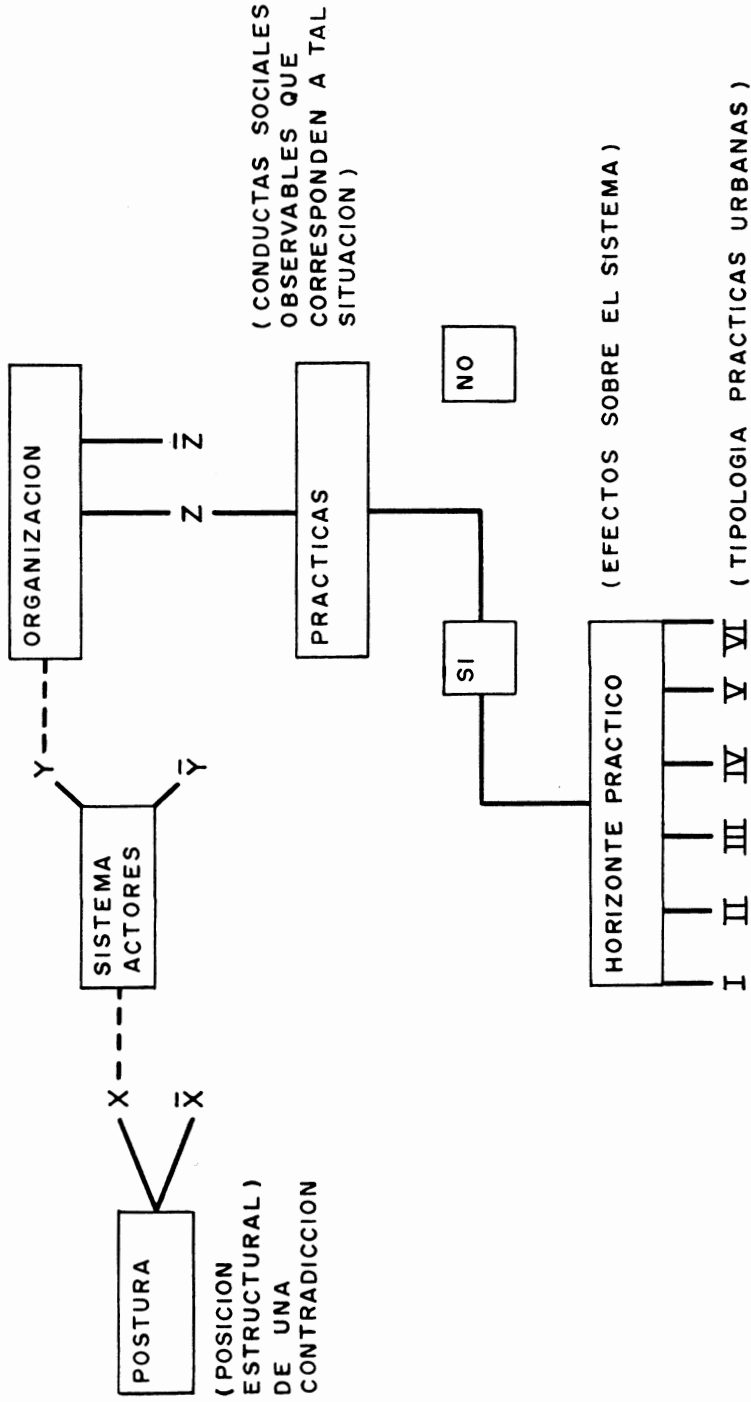 POSTURA
(POSICION
ESTRUCTURAL)
DE UNA
CONTRADICCION
X
X̅
SISTEMA
ACTORES
Y
Y̅
ORGANIZACION
Z
Z̅
PRACTICAS
(CONDUCTAS SOCIALES
OBSERVABLES QUE
CORRESPONDEN A TAL
SITUACION)
SI
NO
HORIZONTE PRACTICO
(EFECTOS SOBRE EL SISTEMA)
I II III IV V VI
(TIPOLOGIA PRACTICAS URBANAS)